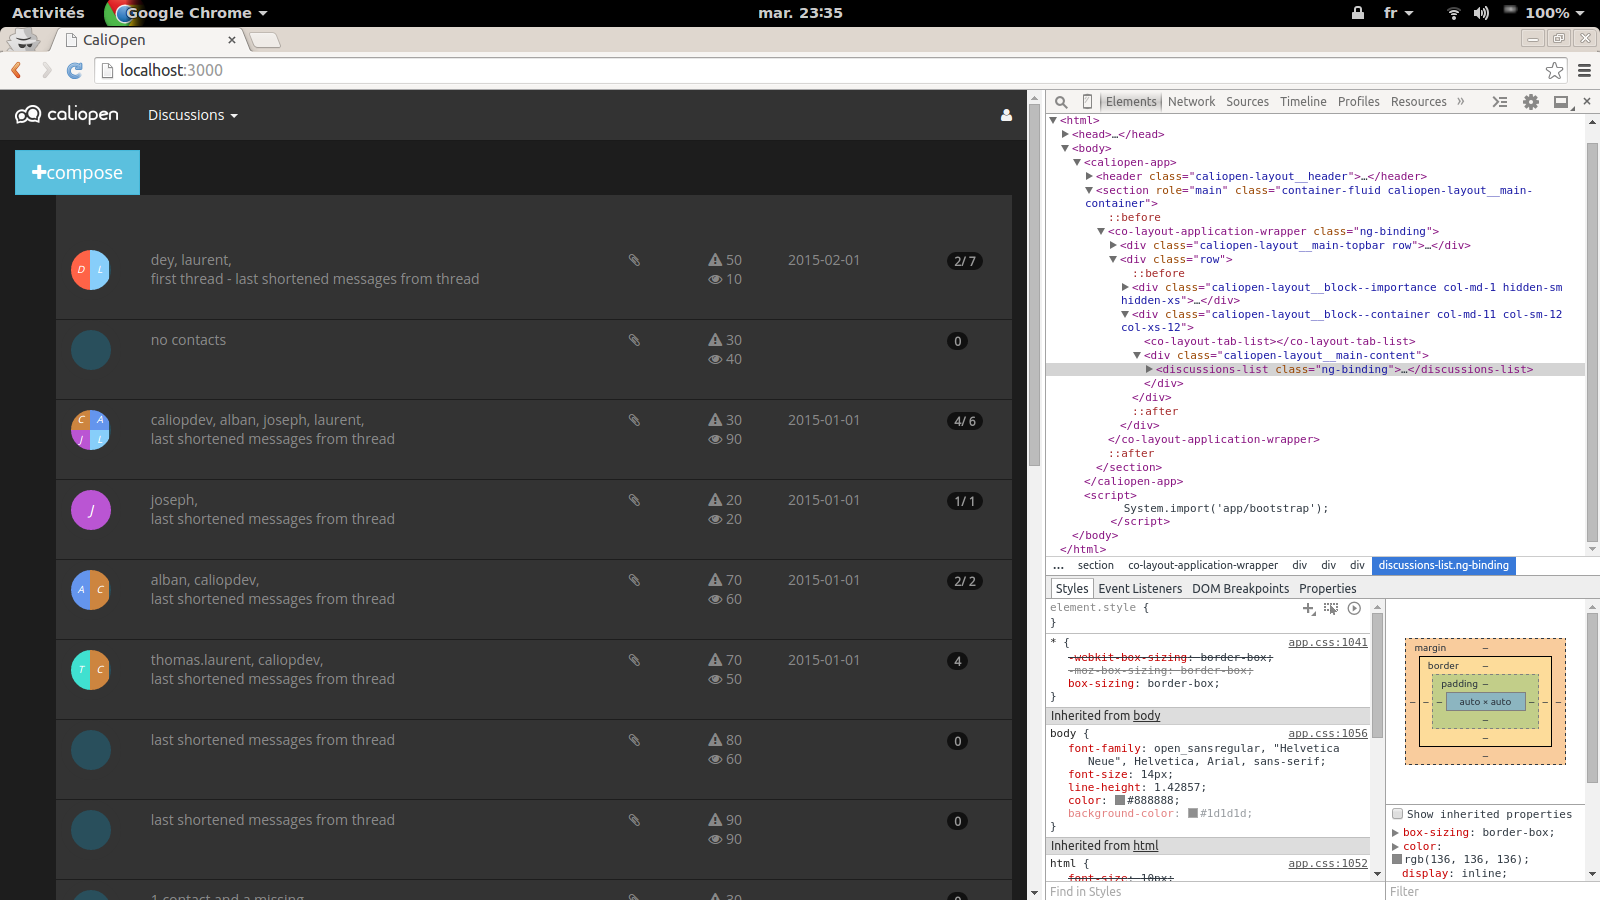 Activités Google Chrome mar. 23:35 fr 100%
CaliOpen
localhost:3000
caliopen Discussions
compose
D L dey, laurent, 50 2015-02-01 2/ 7
first thread - last shortened messages from thread 10
no contacts 30 0
40
C A caliopdev, alban, joseph, laurent, 30 2015-01-01 4/ 6
J L last shortened messages from thread 90
joseph, 20 2015-01-01 1/ 1
J last shortened messages from thread 20
alban, caliopdev, 70 2015-01-01 2/ 2
A C last shortened messages from thread 60
thomas.laurent, caliopdev, 70 2015-01-01 4
T C last shortened messages from thread 50
last shortened messages from thread 80 0
60
last shortened messages from thread 90 0
90
1 contact and a missing 30 0
Elements Network Sources Timeline Profiles Resources »
<html>
<head>…</head>
<body>
<caliopen-app>
<header class="caliopen-layout__header">…</header>
<section role="main" class="container-fluid caliopen-layout__main-
container">
::before
<co-layout-application-wrapper class="ng-binding">
<div class="caliopen-layout__main-topbar row">…</div>
<div class="row">
::before
<div class="caliopen-layout__block--importance col-md-1 hidden-sm
hidden-xs">…</div>
<div class="caliopen-layout__block--container col-md-11 col-sm-12
col-xs-12">
<co-layout-tab-list></co-layout-tab-list>
<div class="caliopen-layout__main-content">
<discussions-list class="ng-binding">…</discussions-list>
</div>
</div>
::after
</div>
</co-layout-application-wrapper>
::after
</section>
</caliopen-app>
<script>
System.import('app/bootstrap');
</script>
</body>
</html>
... section co-layout-application-wrapper div div div discussions-list.ng-binding
Styles Event Listeners DOM Breakpoints Properties
element.style {
}
* { app.css:1041
-webkit-box-sizing: border-box;
-moz-box-sizing: border-box;
box-sizing: border-box;
}
Inherited from body
body { app.css:1056
font-family: open_sansregular, "Helvetica
Neue", Helvetica, Arial, sans-serif;
font-size: 14px;
line-height: 1.42857;
color: #888888;
background-color: #1d1d1d;
}
Inherited from html
html { app.css:1052
font-size: 10px;
Find in Styles
margin –
border –
padding –
– – – auto × auto – – –
–
–
–
Show inherited properties
box-sizing: border-box;
color:
rgb(136, 136, 136);
display: inline;
Filter